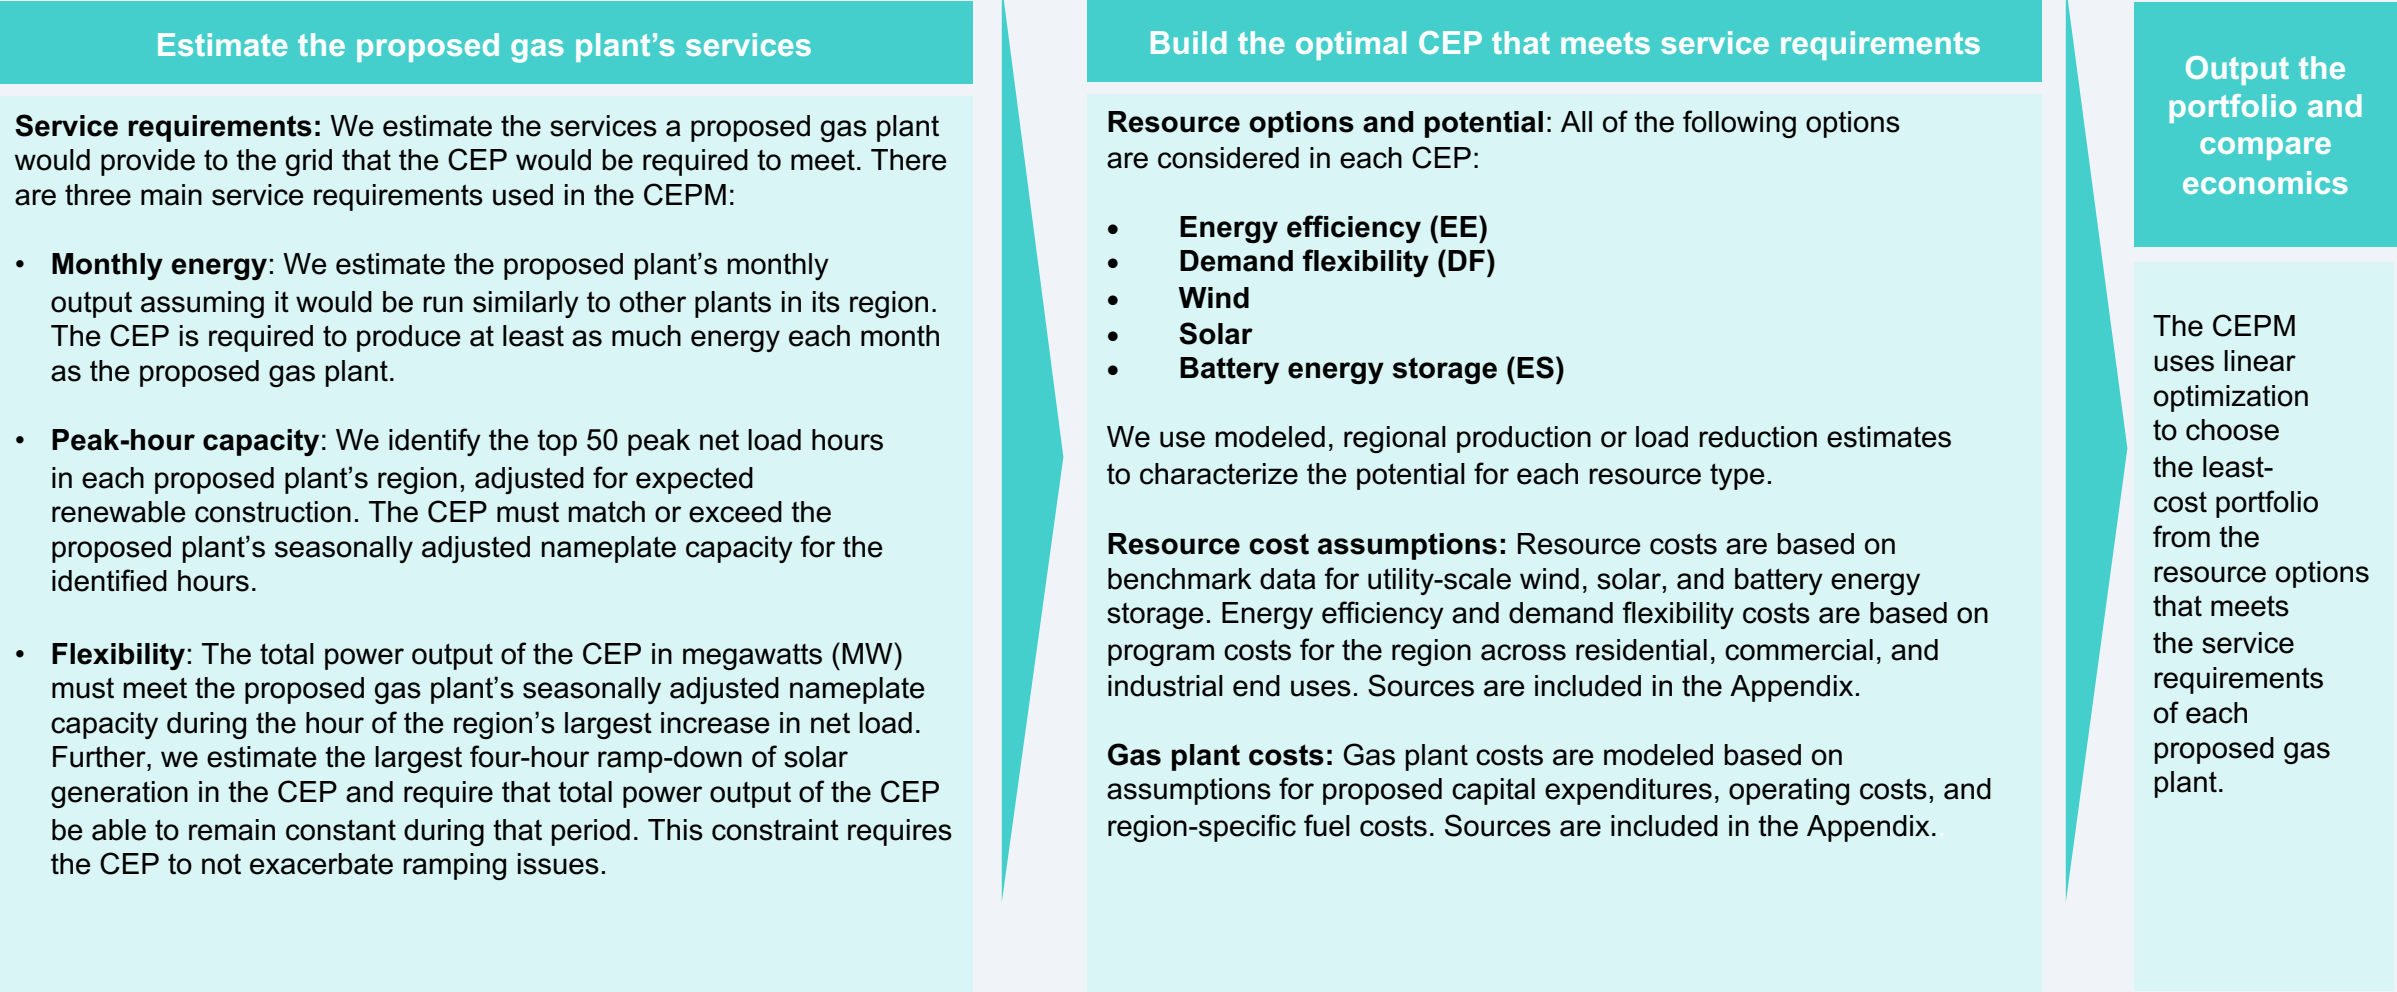 Estimate the proposed gas plant’s services
Service requirements: We estimate the services a proposed gas plant
would provide to the grid that the CEP would be required to meet. There
are three main service requirements used in the CEPM:
• Monthly energy: We estimate the proposed plant’s monthly
output assuming it would be run similarly to other plants in its region.
The CEP is required to produce at least as much energy each month
as the proposed gas plant.
• Peak-hour capacity: We identify the top 50 peak net load hours
in each proposed plant’s region, adjusted for expected
renewable construction. The CEP must match or exceed the
proposed plant’s seasonally adjusted nameplate capacity for the
identified hours.
• Flexibility: The total power output of the CEP in megawatts (MW)
must meet the proposed gas plant’s seasonally adjusted nameplate
capacity during the hour of the region’s largest increase in net load.
Further, we estimate the largest four-hour ramp-down of solar
generation in the CEP and require that total power output of the CEP
be able to remain constant during that period. This constraint requires
the CEP to not exacerbate ramping issues.
Build the optimal CEP that meets service requirements
Resource options and potential: All of the following options
are considered in each CEP:
• Energy efficiency (EE)
• Demand flexibility (DF)
• Wind
• Solar
• Battery energy storage (ES)
We use modeled, regional production or load reduction estimates
to characterize the potential for each resource type.
Resource cost assumptions: Resource costs are based on
benchmark data for utility-scale wind, solar, and battery energy
storage. Energy efficiency and demand flexibility costs are based on
program costs for the region across residential, commercial, and
industrial end uses. Sources are included in the Appendix.
Gas plant costs: Gas plant costs are modeled based on
assumptions for proposed capital expenditures, operating costs, and
region-specific fuel costs. Sources are included in the Appendix.
Output the
portfolio and
compare
economics
The CEPM
uses linear
optimization
to choose
the least-
cost portfolio
from the
resource options
that meets
the service
requirements
of each
proposed gas
plant.